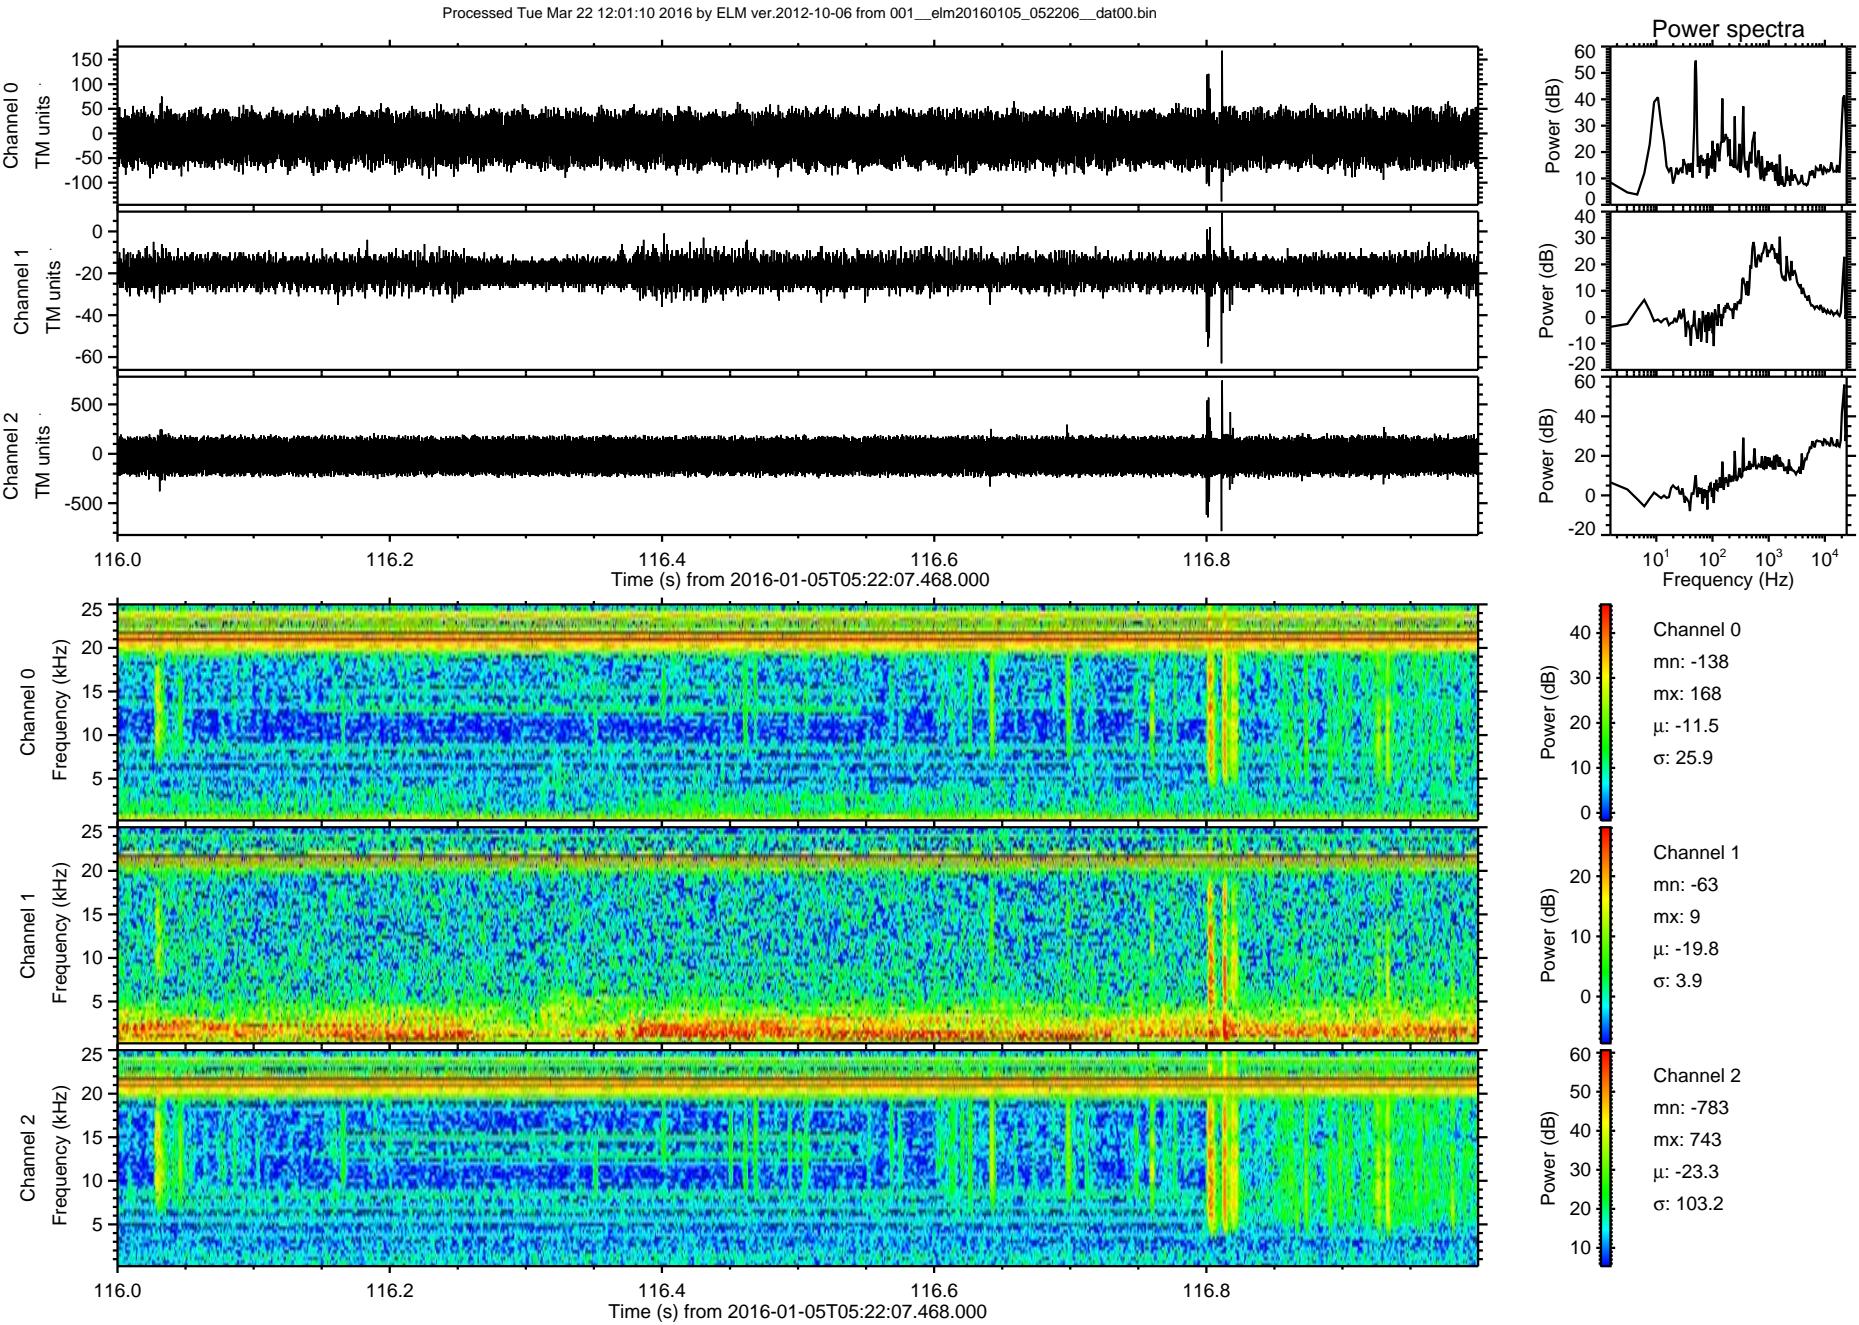 Processed Tue Mar 22 12:01:10 2016 by ELM ver.2012-10-06 from 001__elm20160105_052206__dat00.bin
Power spectra
Channel 0
TM units
150
100
50
0
-50
-100
Power (dB)
60
50
40
30
20
10
0
Channel 1
TM units
0
-20
-40
-60
Power (dB)
40
30
20
10
0
-10
-20
Channel 2
TM units
500
0
-500
Power (dB)
60
40
20
0
-20
116.0 116.2 116.4 116.6 116.8
Time (s) from 2016-01-05T05:22:07.468.000
10^1 10^2 10^3 10^4
Frequency (Hz)
Channel 0
Frequency (kHz)
25
20
15
10
5
Power (dB)
40
30
20
10
0
Channel 0
mn: -138
mx: 168
μ: -11.5
σ: 25.9
Channel 1
Frequency (kHz)
25
20
15
10
5
Power (dB)
20
10
0
Channel 1
mn: -63
mx: 9
μ: -19.8
σ: 3.9
Channel 2
Frequency (kHz)
25
20
15
10
5
Power (dB)
60
50
40
30
20
10
Channel 2
mn: -783
mx: 743
μ: -23.3
σ: 103.2
116.0 116.2 116.4 116.6 116.8
Time (s) from 2016-01-05T05:22:07.468.000